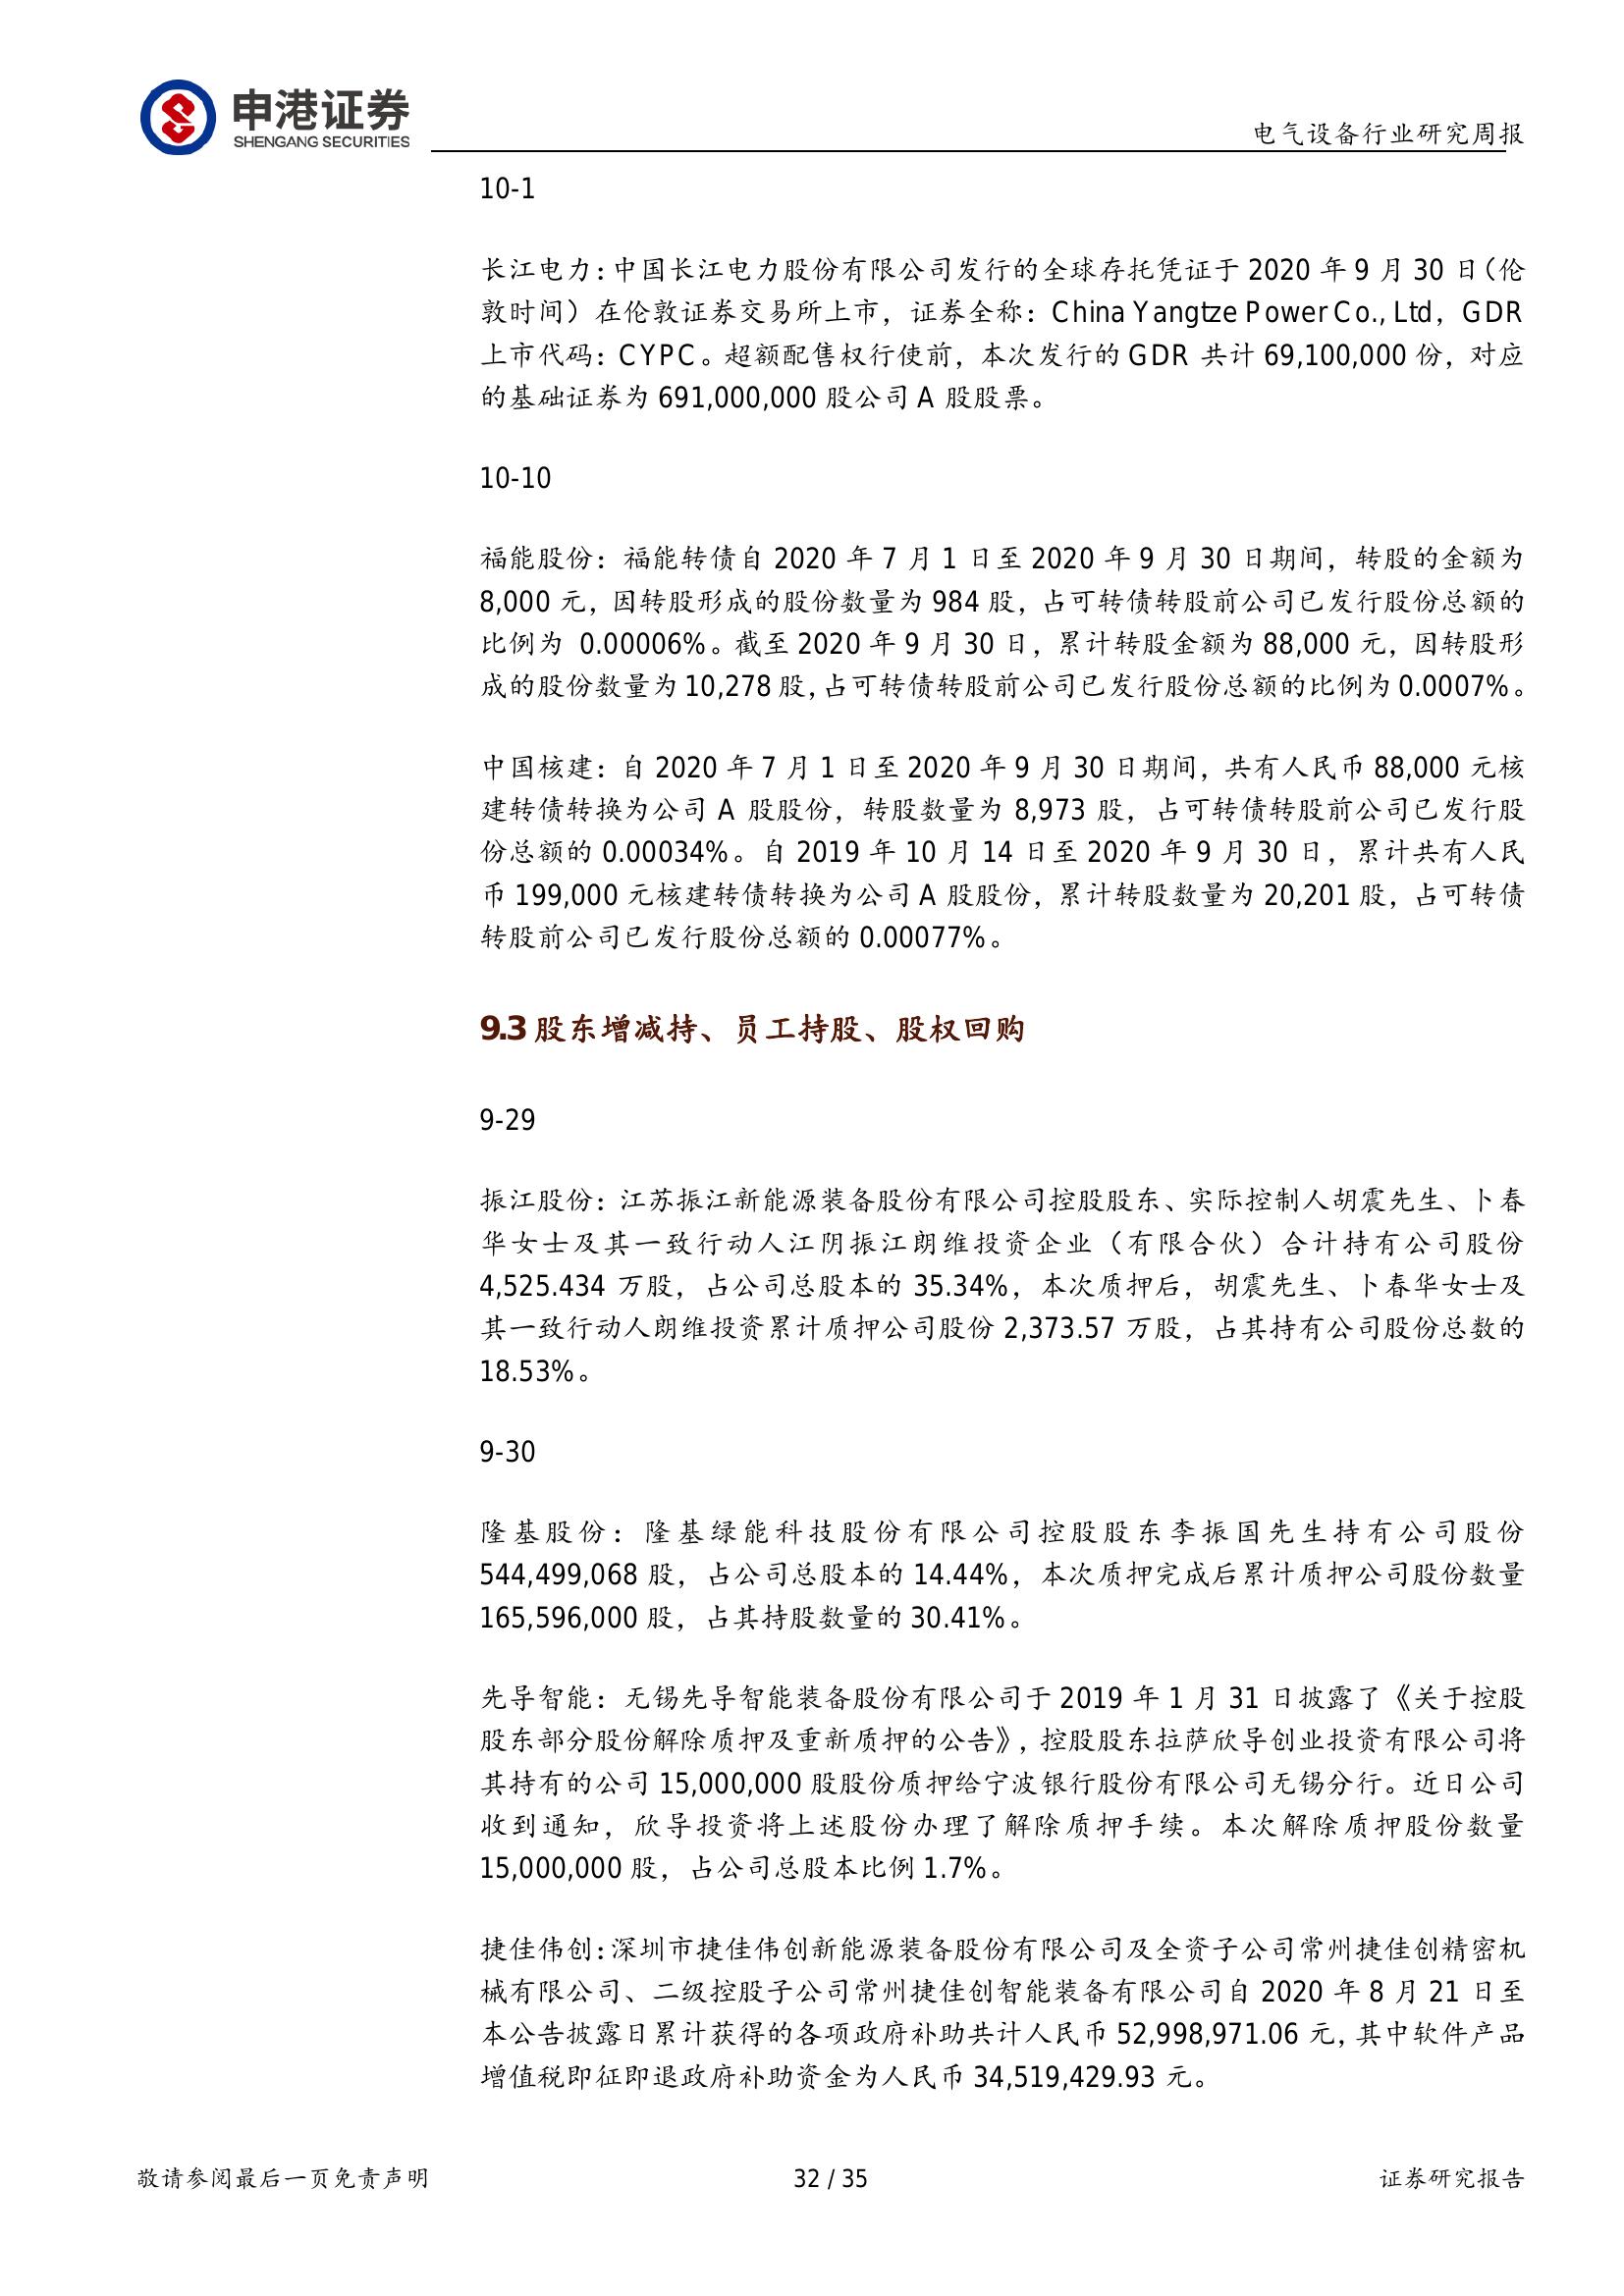 申港证券
SHENGANG SECURITIES
电气设备行业研究周报
10-1
长江电力：中国长江电力股份有限公司发行的全球存托凭证于 2020 年 9 月 30 日（伦
敦时间）在伦敦证券交易所上市，证券全称：China Yangtze Power Co., Ltd，GDR
上市代码：CYPC。超额配售权行使前，本次发行的 GDR 共计 69,100,000 份，对应
的基础证券为 691,000,000 股公司 A 股股票。
10-10
福能股份：福能转债自 2020 年 7 月 1 日至 2020 年 9 月 30 日期间，转股的金额为
8,000 元，因转股形成的股份数量为 984 股，占可转债转股前公司已发行股份总额的
比例为 0.00006%。截至 2020 年 9 月 30 日，累计转股金额为 88,000 元，因转股形
成的股份数量为 10,278 股，占可转债转股前公司已发行股份总额的比例为 0.0007%。
中国核建：自 2020 年 7 月 1 日至 2020 年 9 月 30 日期间，共有人民币 88,000 元核
建转债转换为公司 A 股股份，转股数量为 8,973 股，占可转债转股前公司已发行股
份总额的 0.00034%。自 2019 年 10 月 14 日至 2020 年 9 月 30 日，累计共有人民
币 199,000 元核建转债转换为公司 A 股股份，累计转股数量为 20,201 股，占可转债
转股前公司已发行股份总额的 0.00077%。
9.3 股东增减持、员工持股、股权回购
9-29
振江股份：江苏振江新能源装备股份有限公司控股股东、实际控制人胡震先生、卜春
华女士及其一致行动人江阴振江朗维投资企业（有限合伙）合计持有公司股份
4,525.434 万股，占公司总股本的 35.34%，本次质押后，胡震先生、卜春华女士及
其一致行动人朗维投资累计质押公司股份 2,373.57 万股，占其持有公司股份总数的
18.53%。
9-30
隆基股份：隆基绿能科技股份有限公司控股股东李振国先生持有公司股份
544,499,068 股，占公司总股本的 14.44%，本次质押完成后累计质押公司股份数量
165,596,000 股，占其持股数量的 30.41%。
先导智能：无锡先导智能装备股份有限公司于 2019 年 1 月 31 日披露了《关于控股
股东部分股份解除质押及重新质押的公告》，控股股东拉萨欣导创业投资有限公司将
其持有的公司 15,000,000 股股份质押给宁波银行股份有限公司无锡分行。近日公司
收到通知，欣导投资将上述股份办理了解除质押手续。本次解除质押股份数量
15,000,000 股，占公司总股本比例 1.7%。
捷佳伟创：深圳市捷佳伟创新能源装备股份有限公司及全资子公司常州捷佳创精密机
械有限公司、二级控股子公司常州捷佳创智能装备有限公司自 2020 年 8 月 21 日至
本公告披露日累计获得的各项政府补助共计人民币 52,998,971.06 元，其中软件产品
增值税即征即退政府补助资金为人民币 34,519,429.93 元。
敬请参阅最后一页免责声明
32 / 35
证券研究报告